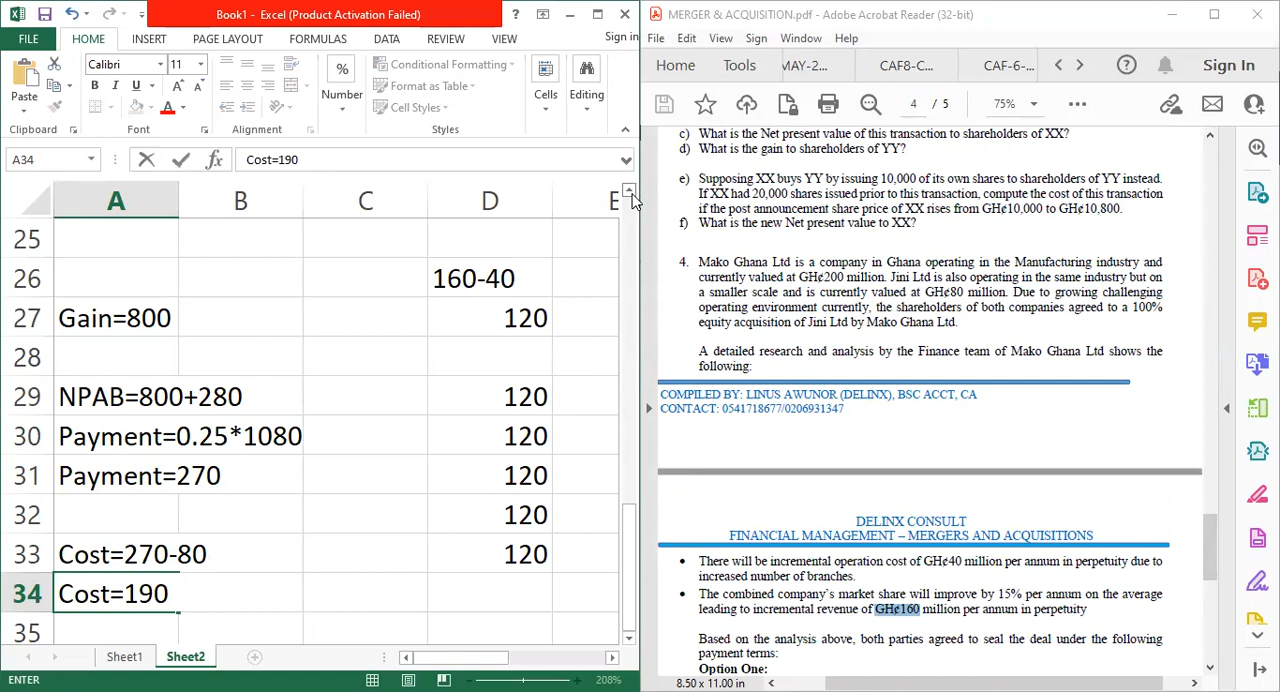 Book1 - Excel (Product Activation Failed)
FILE HOME INSERT PAGE LAYOUT FORMULAS DATA REVIEW VIEW Sign in
Calibri 11
Paste
B I U
A A
Conditional Formatting
Format as Table
Cell Styles
%
Number
Cells
Editing
Clipboard Font Alignment Styles
A34
fx
Cost=190
A B C D E
25
26 160-40
27 Gain=800 120
28
29 NPAB=800+280 120
30 Payment=0.25*1080 120
31 Payment=270 120
32 120
33 Cost=270-80 120
34 Cost=190
35
Sheet1 Sheet2
ENTER 208%
MERGER & ACQUISITION.pdf - Adobe Acrobat Reader (32-bit)
File Edit View Sign Window Help
Home Tools MAY-2... CAF8-C... CAF-6-... Sign In
4 / 5 75%
c) What is the Net present value of this transaction to shareholders of XX?
d) What is the gain to shareholders of YY?
e) Supposing XX buys YY by issuing 10,000 of its own shares to shareholders of YY instead.
If XX had 20,000 shares issued prior to this transaction, compute the cost of this transaction
if the post announcement share price of XX rises from GH¢10,000 to GH¢10,800.
f) What is the new Net present value to XX?
4. Mako Ghana Ltd is a company in Ghana operating in the Manufacturing industry and
currently valued at GH¢200 million. Jini Ltd is also operating in the same industry but on
a smaller scale and is currently valued at GH¢80 million. Due to growing challenging
operating environment currently, the shareholders of both companies agreed to a 100%
equity acquisition of Jini Ltd by Mako Ghana Ltd.
A detailed research and analysis by the Finance team of Mako Ghana Ltd shows the
following:
COMPILED BY: LINUS AWUNOR (DELINX), BSC ACCT, CA
CONTACT: 0541718677/0206931347
DELINX CONSULT
FINANCIAL MANAGEMENT – MERGERS AND ACQUISITIONS
• There will be incremental operation cost of GH¢40 million per annum in perpetuity due to
increased number of branches.
• The combined company's market share will improve by 15% per annum on the average
leading to incremental revenue of GH¢160 million per annum in perpetuity
Based on the analysis above, both parties agreed to seal the deal under the following
payment terms:
Option One:
8.50 x 11.00 in